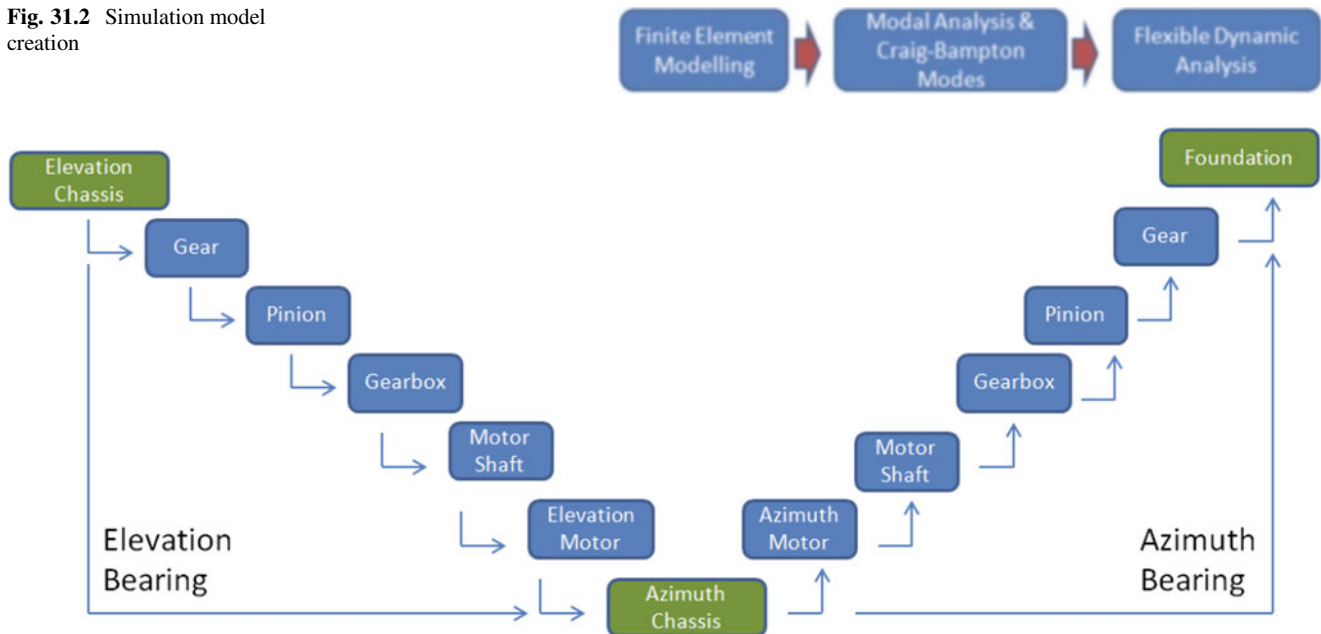 Fig. 31.2 Simulation model
creation
Finite Element
Modelling
Modal Analysis &
Craig-Bampton
Modes
Flexible Dynamic
Analysis
Elevation
Chassis
Gear
Pinion
Gearbox
Motor
Shaft
Elevation
Motor
Azimuth
Chassis
Azimuth
Motor
Motor
Shaft
Gearbox
Pinion
Gear
Foundation
Elevation
Bearing
Azimuth
Bearing